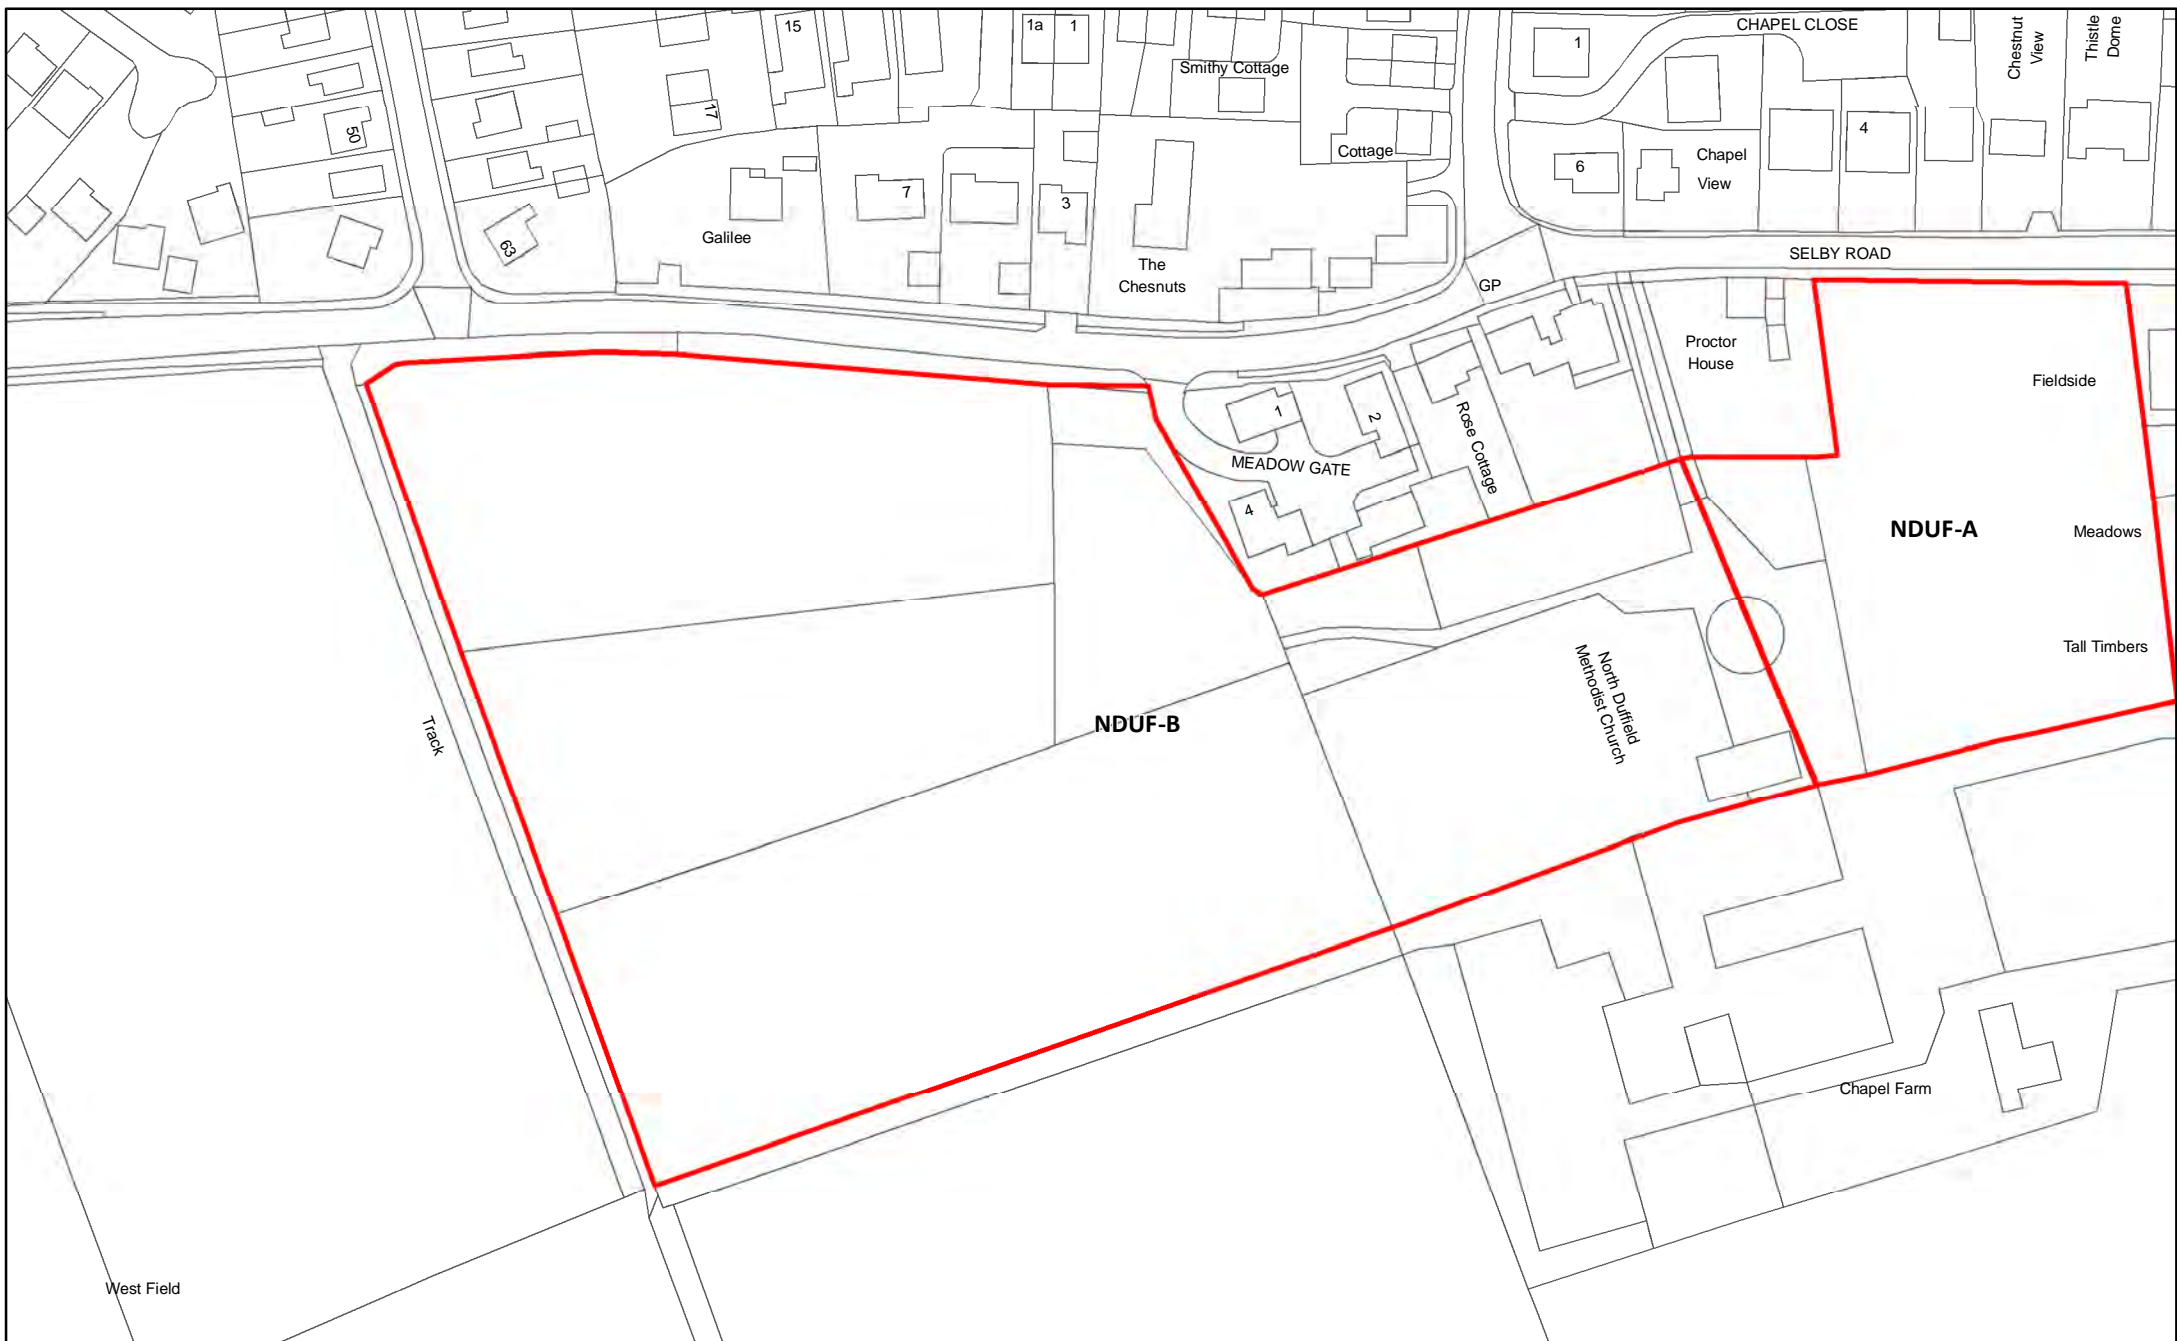 CHAPEL CLOSE
15
1a
1
1
Chestnut
View
Thistle
Dome
Smithy Cottage
50
17
4
Cottage
Chapel
View
6
7
3
63
Galilee
The
Chesnuts
SELBY ROAD
GP
Proctor
House
Fieldside
1
2
Rose Cottage
MEADOW GATE
4
NDUF-A
Meadows
Tall Timbers
North Duffield
Methodist Church
NDUF-B
Track
Chapel Farm
West Field